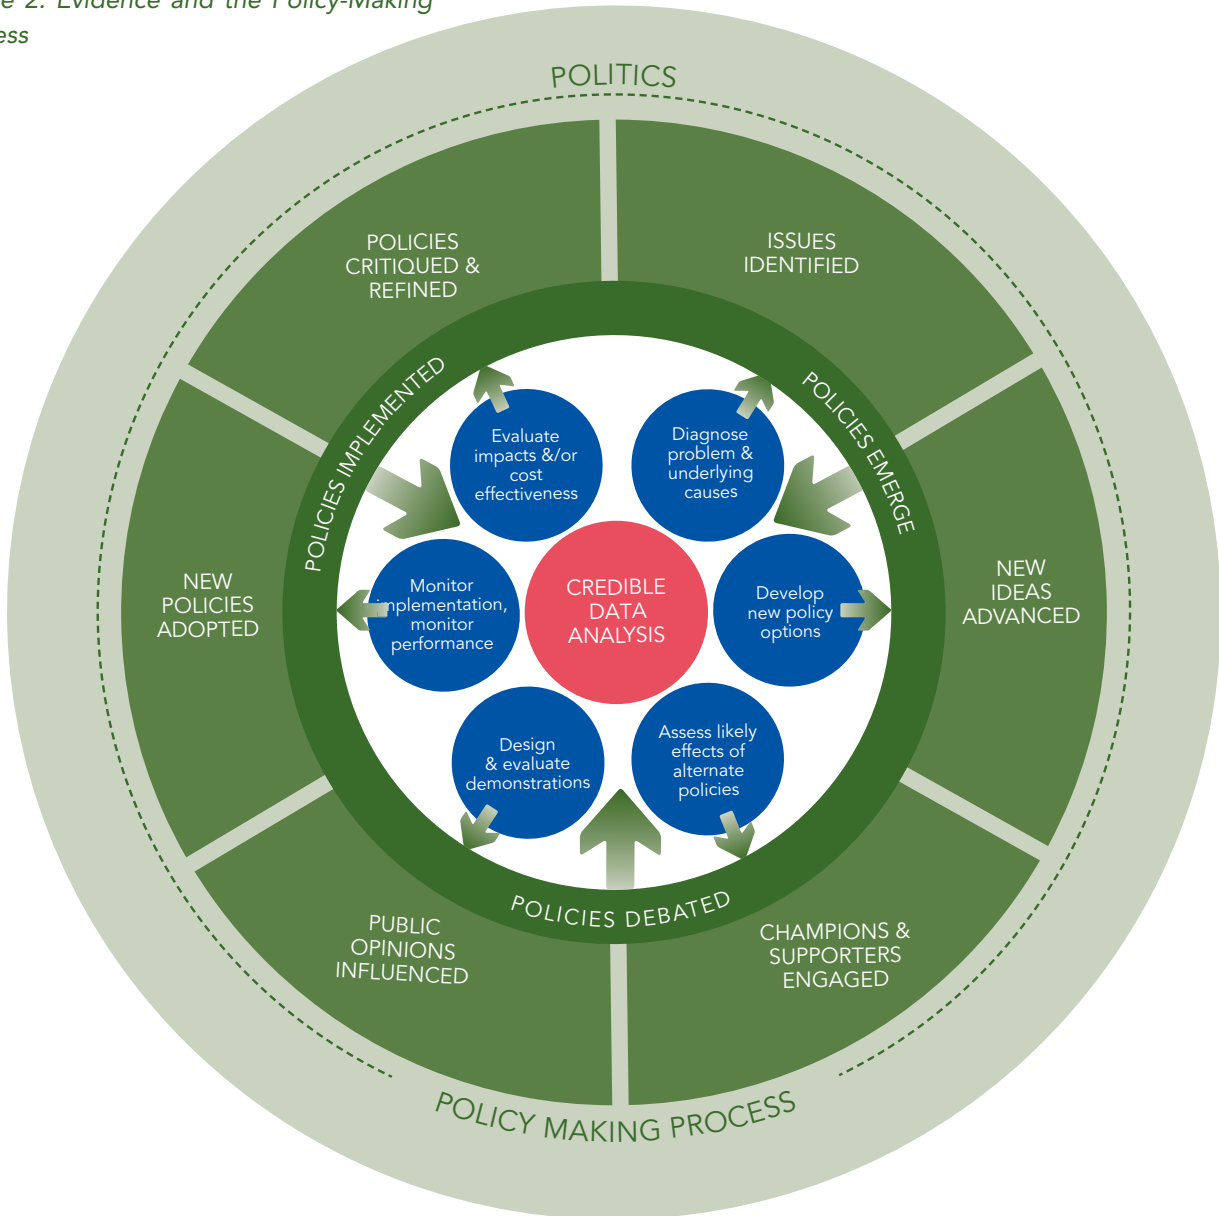 2: Evidence and the Policy-Making
POLITICS
POLICIES
CRITIQUED &
REFINED
ISSUES
IDENTIFIED
NEW
POLICIES
ADOPTED
NEW
IDEAS
ADVANCED
PUBLIC
OPINIONS
INFLUENCED
CHAMPIONS &
SUPPORTERS
ENGAGED
POLICIES IMPLEMENTED
POLICIES EMERGE
POLICIES DEBATED
Evaluate
impacts &/or
cost
effectiveness
Diagnose
problem &
underlying
causes
Monitor
implementation,
monitor
performance
CREDIBLE
DATA
ANALYSIS
Develop
new policy
options
Design
& evaluate
demonstrations
Assess likely
effects of
alternate
policies
POLICY MAKING PROCESS